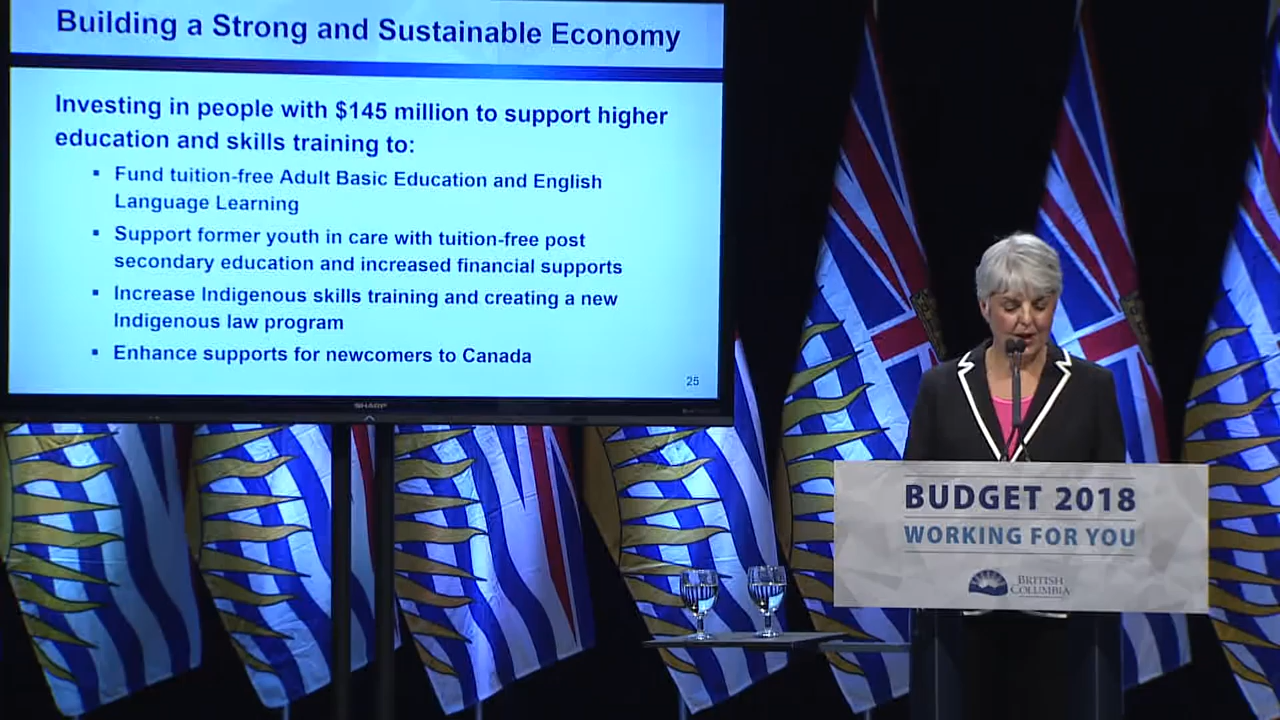 Building a Strong and Sustainable Economy
Investing in people with $145 million to support higher
education and skills training to:
▪ Fund tuition-free Adult Basic Education and English
Language Learning
▪ Support former youth in care with tuition-free post
secondary education and increased financial supports
▪ Increase Indigenous skills training and creating a new
Indigenous law program
▪ Enhance supports for newcomers to Canada
25
SHARP
BUDGET 2018
WORKING FOR YOU
BRITISH
COLUMBIA